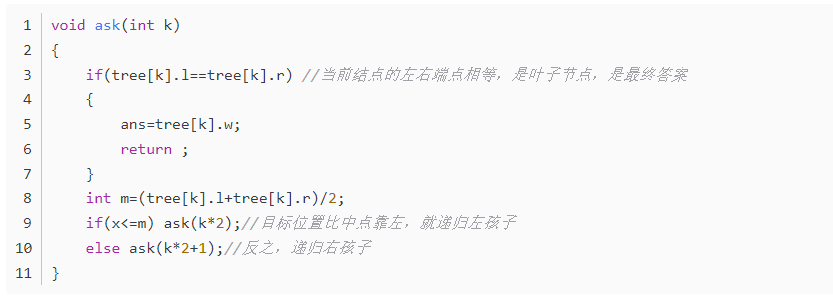 1 void ask(int k)
2 {
3     if(tree[k].l==tree[k].r) //当前结点的左右端点相等，是叶子节点，是最终答案
4     {
5         ans=tree[k].w;
6         return ;
7     }
8     int m=(tree[k].l+tree[k].r)/2;
9     if(x<=m) ask(k*2);//目标位置比中点靠左，就递归左孩子
10     else ask(k*2+1);//反之，递归右孩子
11 }